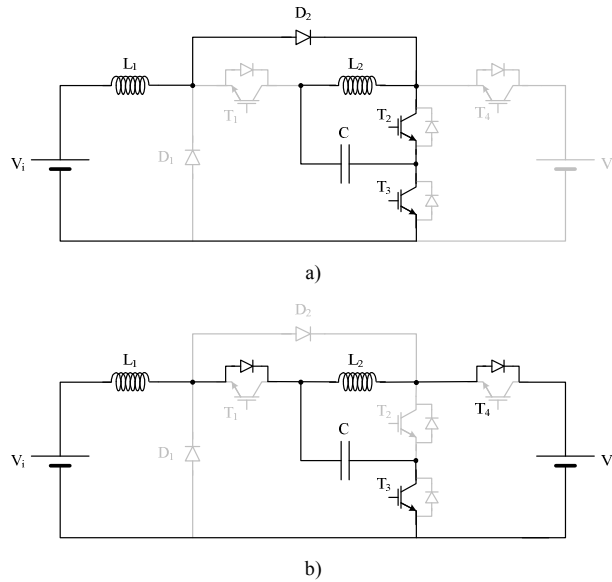 D₂
L₁ L₂
T₁ T₂ T₄
Vᵢ D₁ C V
T₃
a)
D₂
L₁ L₂
T₁ T₂ T₄
Vᵢ D₁ C V
T₃
b)